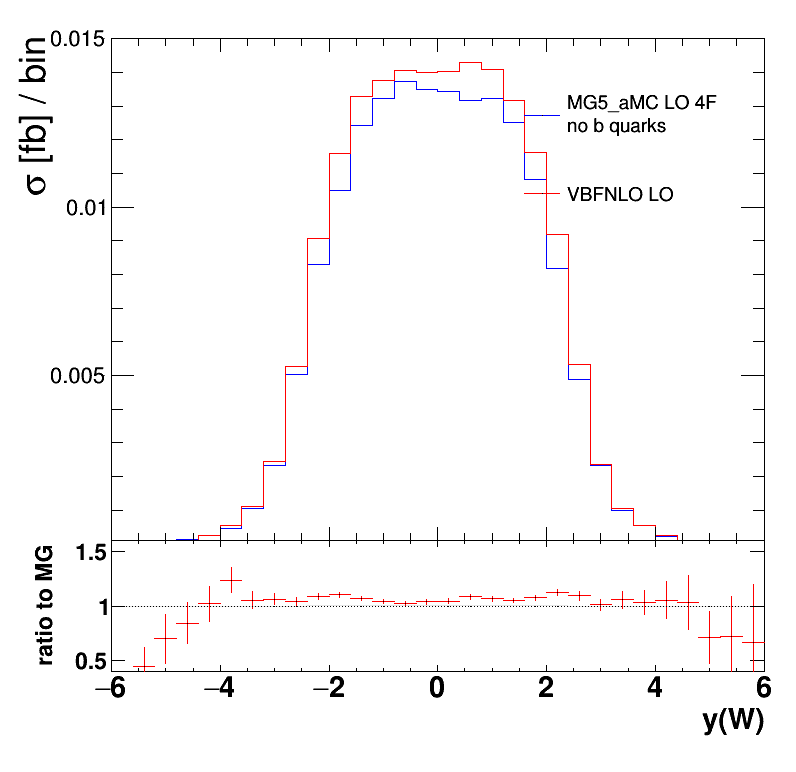 σ [fb] / bin
0.015
0.01
0.005
MG5_aMC LO 4F
no b quarks
VBFNLO LO
ratio to MG
1.5
1
0.5
−6 −4 −2 0 2 4 6
y(W)